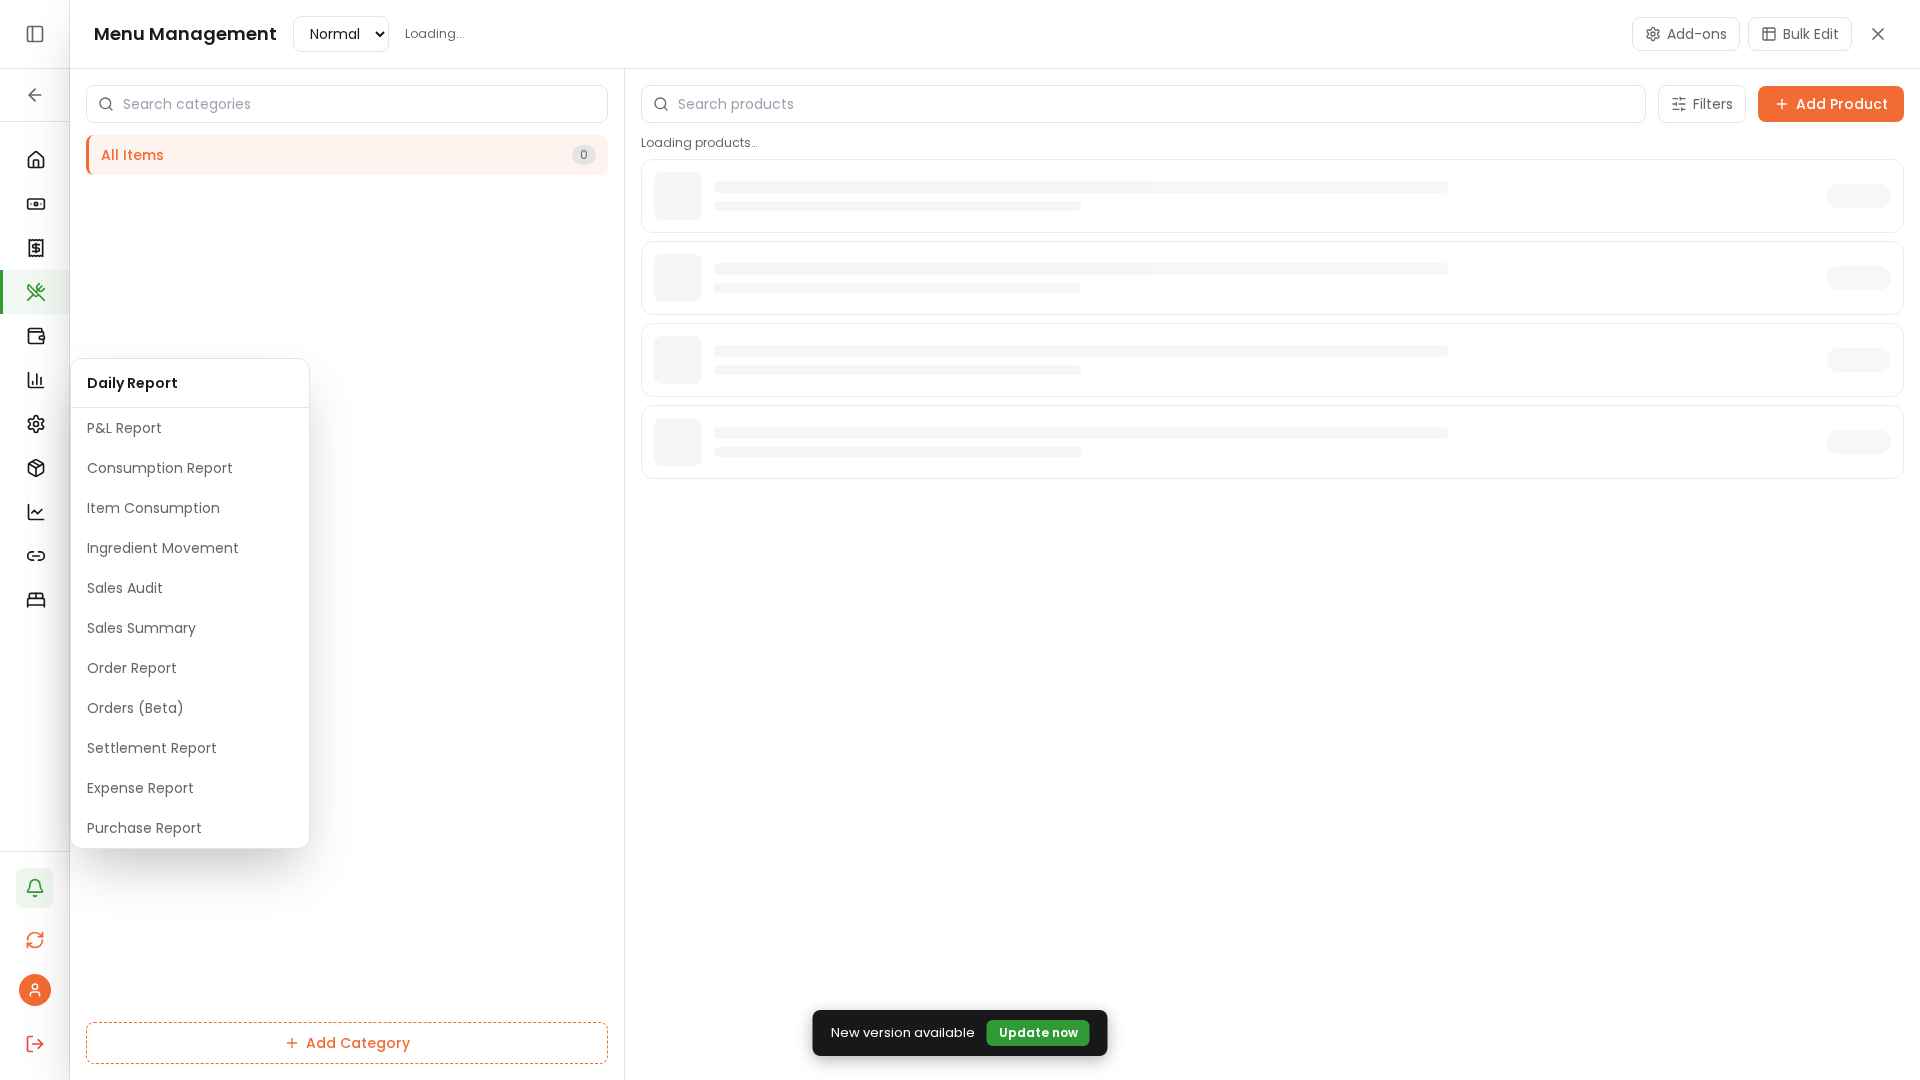 Menu Management
Normal
Loading...
Add-ons
Bulk Edit
Search categories
Search products
Filters
Add Product
All Items
0
Loading products...
Daily Report
P&L Report
Consumption Report
Item Consumption
Ingredient Movement
Sales Audit
Sales Summary
Order Report
Orders (Beta)
Settlement Report
Expense Report
Purchase Report
New version available
Update now
Add Category